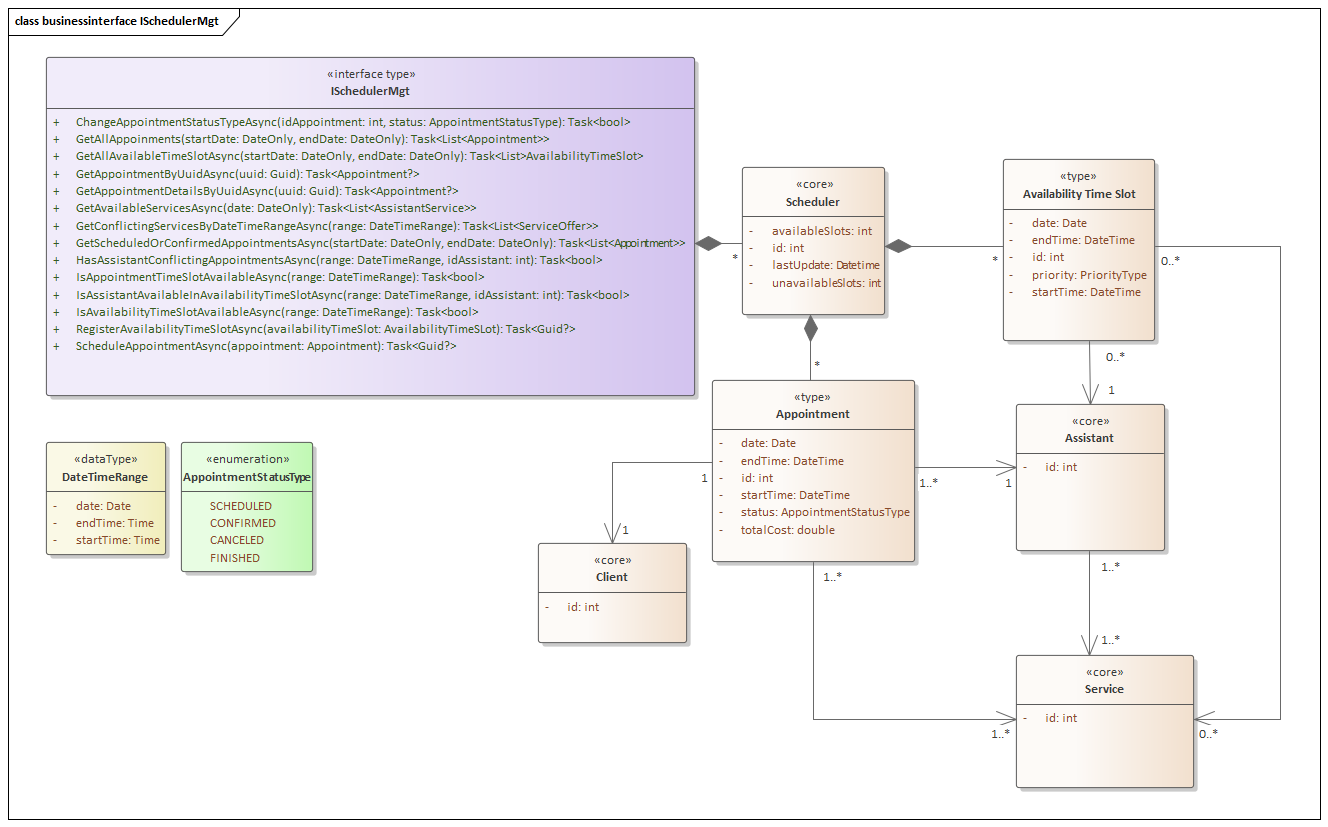 class businessinterface ISchedulerMgt
«interface type»
ISchedulerMgt
+ ChangeAppointmentStatusTypeAsync(idAppointment: int, status: AppointmentStatusType): Task<bool>
+ GetAllAppoinments(startDate: DateOnly, endDate: DateOnly): Task<List<Appointment>>
+ GetAllAvailableTimeSlotAsync(startDate: DateOnly, endDate: DateOnly): Task<List>AvailabilityTimeSlot>
+ GetAppointmentByUuidAsync(uuid: Guid): Task<Appointment?>
+ GetAppointmentDetailsByUuidAsync(uuid: Guid): Task<Appointment?>
+ GetAvailableServicesAsync(date: DateOnly): Task<List<AssistantService>>
+ GetConflictingServicesByDateTimeRangeAsync(range: DateTimeRange): Task<List<ServiceOffer>>
+ GetScheduledOrConfirmedAppointmentsAsync(startDate: DateOnly, endDate: DateOnly): Task<List<Appointment>>
+ HasAssistantConflictingAppointmentsAsync(range: DateTimeRange, idAssistant: int): Task<bool>
+ IsAppointmentTimeSlotAvailableAsync(range: DateTimeRange): Task<bool>
+ IsAssistantAvailableInAvailabilityTimeSlotAsync(range: DateTimeRange, idAssistant: int): Task<bool>
+ IsAvailabilityTimeSlotAvailableAsync(range: DateTimeRange): Task<bool>
+ RegisterAvailabilityTimeSlotAsync(availabilityTimeSlot: AvailabilityTimeSLot): Task<Guid?>
+ ScheduleAppointmentAsync(appointment: Appointment): Task<Guid?>
*
«core»
Scheduler
- availableSlots: int
- id: int
- lastUpdate: Datetime
- unavailableSlots: int
*
*
«type»
Availability Time Slot
- date: Date
- endTime: DateTime
- id: int
- priority: PriorityType
- startTime: DateTime
0..*
0..*
1
«type»
Appointment
- date: Date
- endTime: DateTime
- id: int
- startTime: DateTime
- status: AppointmentStatusType
- totalCost: double
1
1
1..*
1
1..*
1..*
«core»
Assistant
- id: int
1..*
1..*
«dataType»
DateTimeRange
- date: Date
- endTime: Time
- startTime: Time
«enumeration»
AppointmentStatusType
SCHEDULED
CONFIRMED
CANCELED
FINISHED
«core»
Client
- id: int
«core»
Service
- id: int
0..*